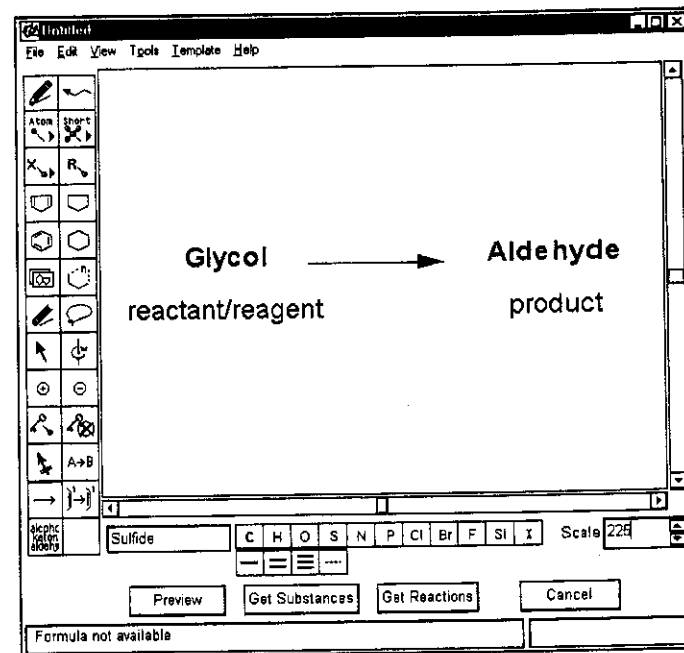 Untitled
File Edit View Tools Template Help
Atom Short
X R
Glycol Aldehyde
reactant/reagent product
A→B
Sulfide C H O S N P Cl Br F Si X Scale 225
Preview Get Substances Get Reactions Cancel
Formula not available